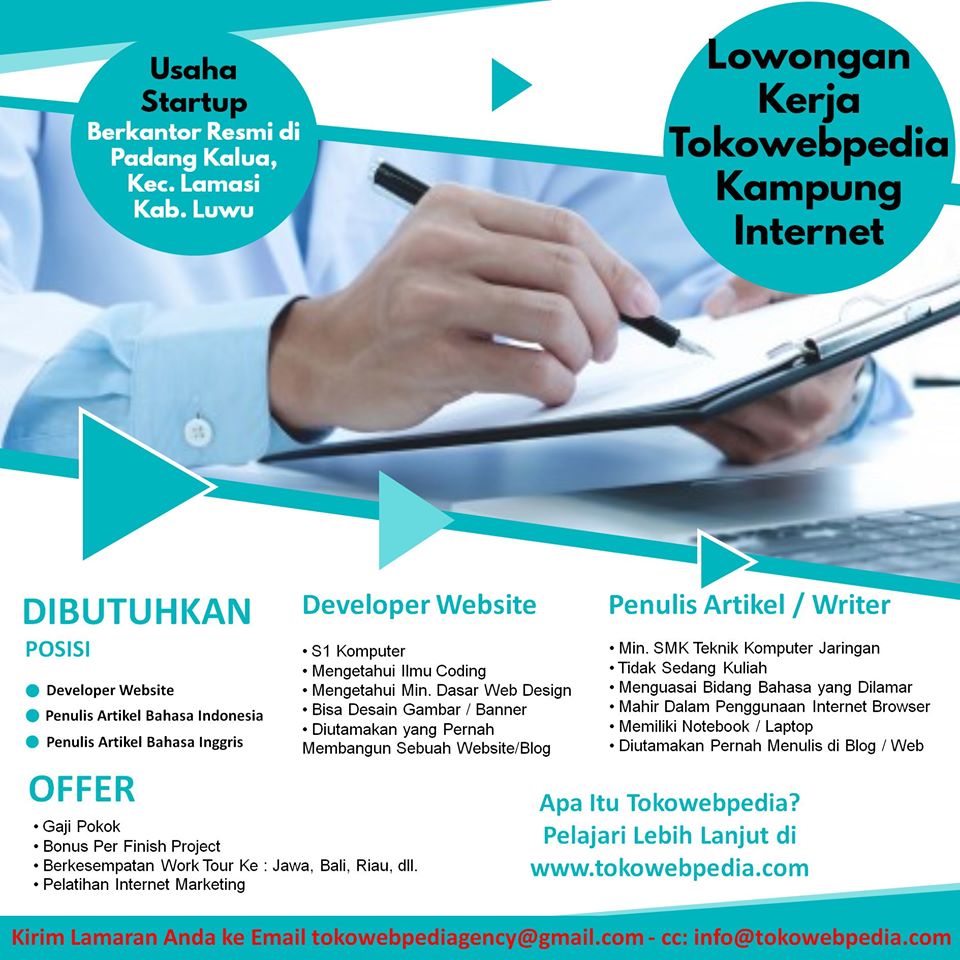 Usaha
Startup
Berkantor Resmi di
Padang Kalua,
Kec. Lamasi
Kab. Luwu
Lowongan
Kerja
Tokowebpedia
Kampung
Internet
DIBUTUHKAN
POSISI
Developer Website
Penulis Artikel Bahasa Indonesia
Penulis Artikel Bahasa Inggris
Developer Website
• S1 Komputer
• Mengetahui Ilmu Coding
• Mengetahui Min. Dasar Web Design
• Bisa Desain Gambar / Banner
• Diutamakan yang Pernah
Membangun Sebuah Website/Blog
Penulis Artikel / Writer
• Min. SMK Teknik Komputer Jaringan
• Tidak Sedang Kuliah
• Menguasai Bidang Bahasa yang Dilamar
• Mahir Dalam Penggunaan Internet Browser
• Memiliki Notebook / Laptop
• Diutamakan Pernah Menulis di Blog / Web
OFFER
• Gaji Pokok
• Bonus Per Finish Project
• Berkesempatan Work Tour Ke : Jawa, Bali, Riau, dll.
• Pelatihan Internet Marketing
Apa Itu Tokowebpedia?
Pelajari Lebih Lanjut di
www.tokowebpedia.com
Kirim Lamaran Anda ke Email tokowebpediagency@gmail.com - cc: info@tokowebpedia.com